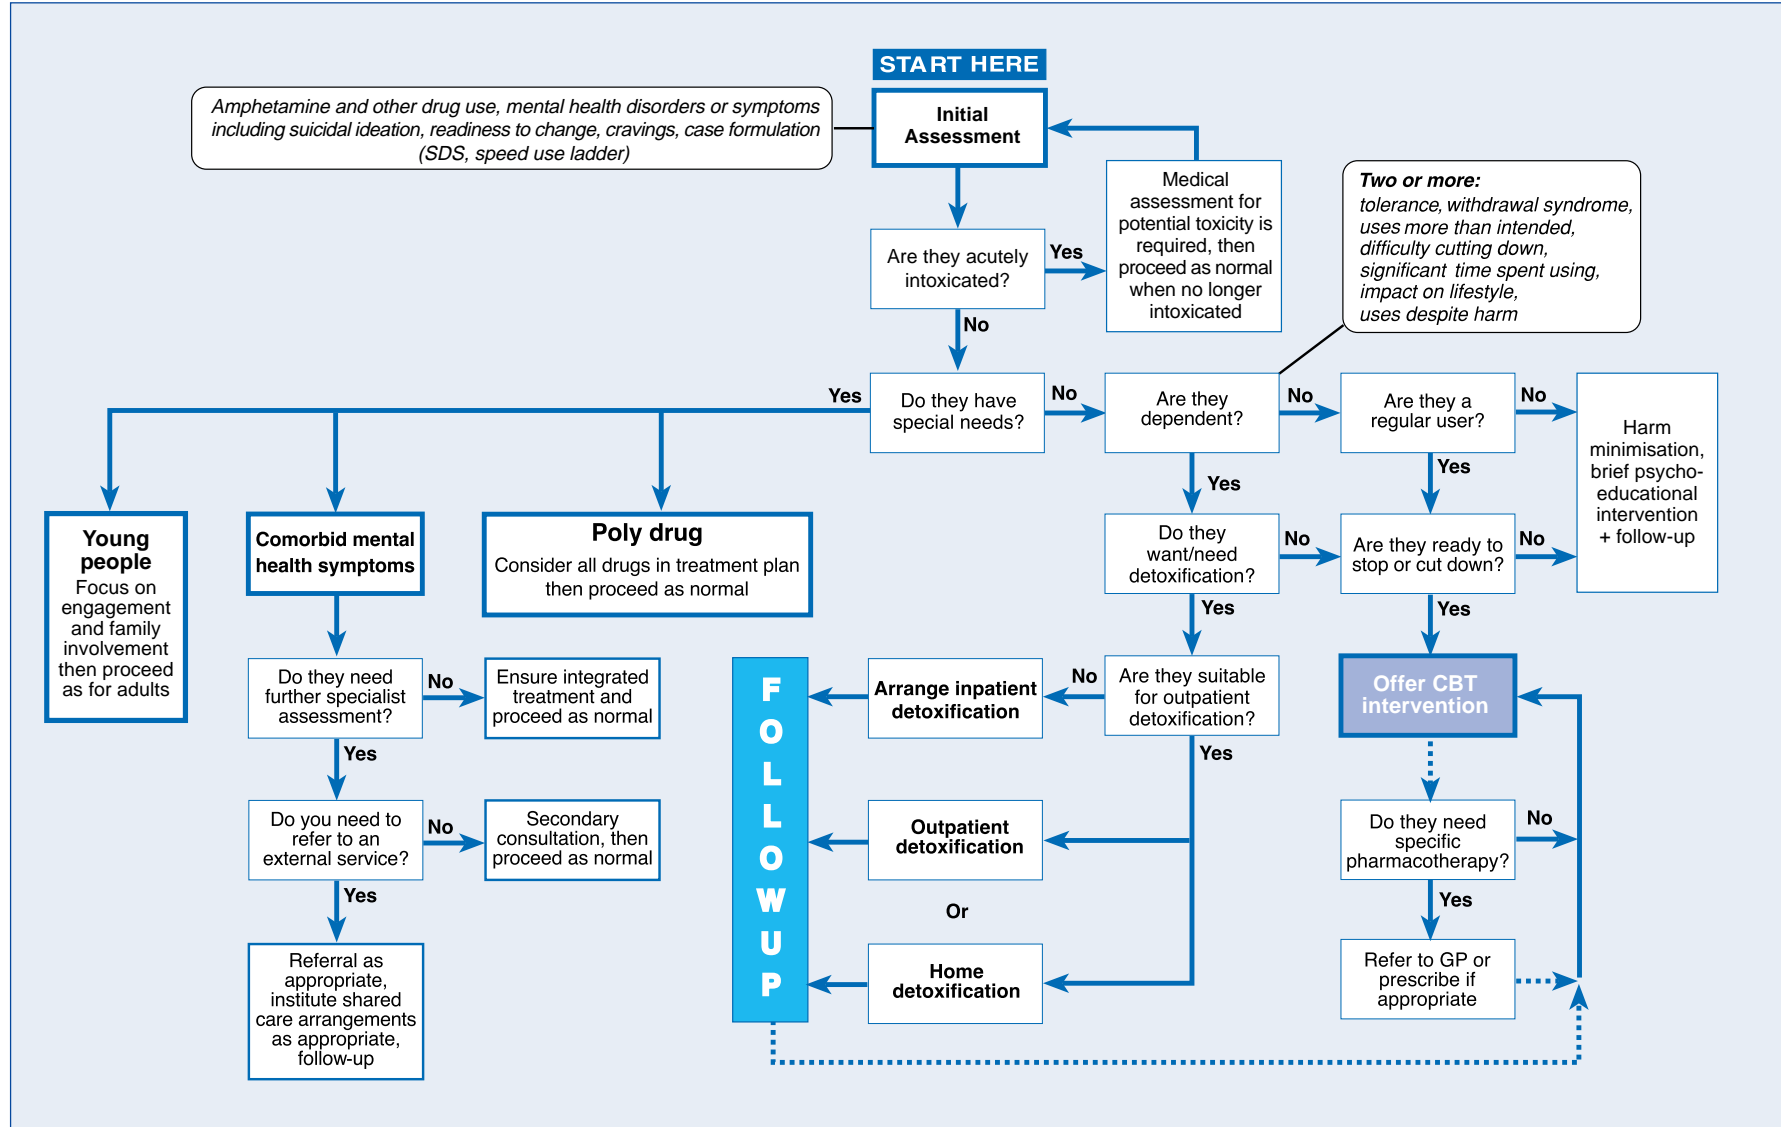 START HERE
Amphetamine and other drug use, mental health disorders or symptoms
including suicidal ideation, readiness to change, cravings, case formulation
(SDS, speed use ladder)
Initial
Assessment
Medical
assessment for
potential toxicity is
required, then
proceed as normal
when no longer
intoxicated
Two or more:
tolerance, withdrawal syndrome,
uses more than intended,
difficulty cutting down,
significant time spent using,
impact on lifestyle,
uses despite harm
Are they acutely
intoxicated?
Yes
No
Yes
Do they have
special needs?
No
Are they
dependent?
No
Are they a
regular user?
No
Harm
minimisation,
brief psycho-
educational
intervention
+ follow-up
Yes
Yes
Young
people
Focus on
engagement
and family
involvement
then proceed
as for adults
Comorbid mental
health symptoms
Poly drug
Consider all drugs in treatment plan
then proceed as normal
Do they
want/need
detoxification?
No
Are they ready to
stop or cut down?
No
Yes
Yes
Do they need
further specialist
assessment?
No
Ensure integrated
treatment and
proceed as normal
FOLLOW UP
Arrange inpatient
detoxification
No
Are they suitable
for outpatient
detoxification?
Offer CBT
intervention
Yes
Yes
Do you need to
refer to an
external service?
No
Secondary
consultation, then
proceed as normal
Outpatient
detoxification
Do they need
specific
pharmacotherapy?
No
Yes
Or
Yes
Referral as
appropriate,
institute shared
care arrangements
as appropriate,
follow-up
Home
detoxification
Refer to GP or
prescribe if
appropriate